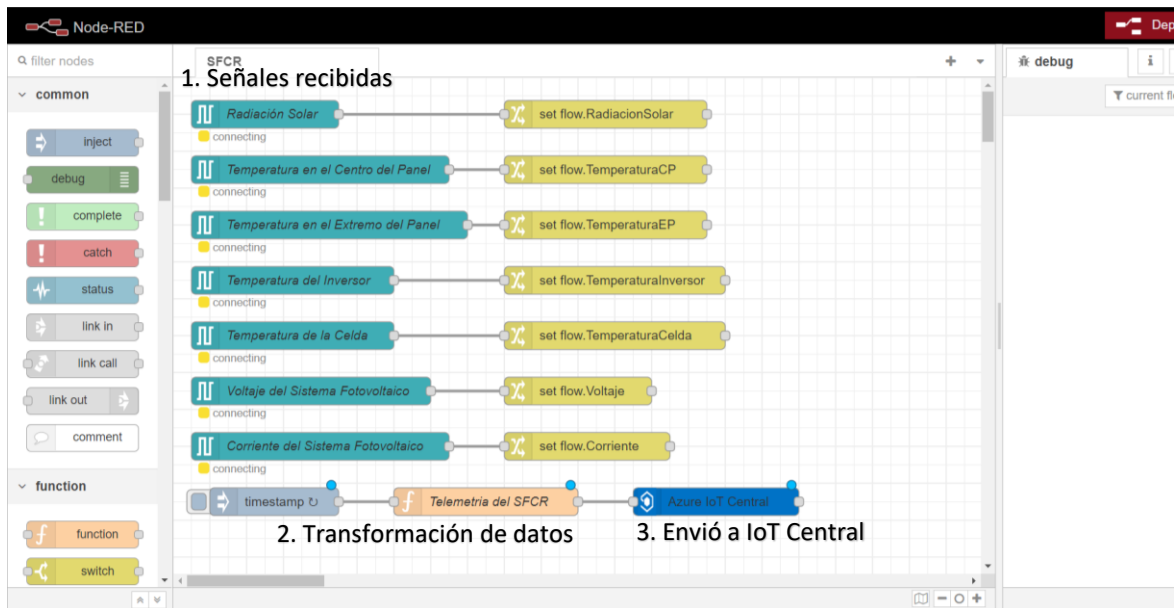 Node-RED
Dep
filter nodes
SFCR
debug
i
1. Señales recibidas
common
current fl
Radiación Solar
set flow.RadiacionSolar
connecting
inject
Temperatura en el Centro del Panel
set flow.TemperaturaCP
debug
connecting
complete
Temperatura en el Extremo del Panel
set flow.TemperaturaEP
connecting
catch
Temperatura del Inversor
set flow.TemperaturaInversor
status
connecting
link in
Temperatura de la Celda
set flow.TemperaturaCelda
connecting
link call
Voltaje del Sistema Fotovoltaico
set flow.Voltaje
link out
connecting
comment
Corriente del Sistema Fotovoltaico
set flow.Corriente
connecting
function
timestamp ↻
Telemetria del SFCR
Azure IoT Central
function
2. Transformación de datos
3. Envió a IoT Central
switch